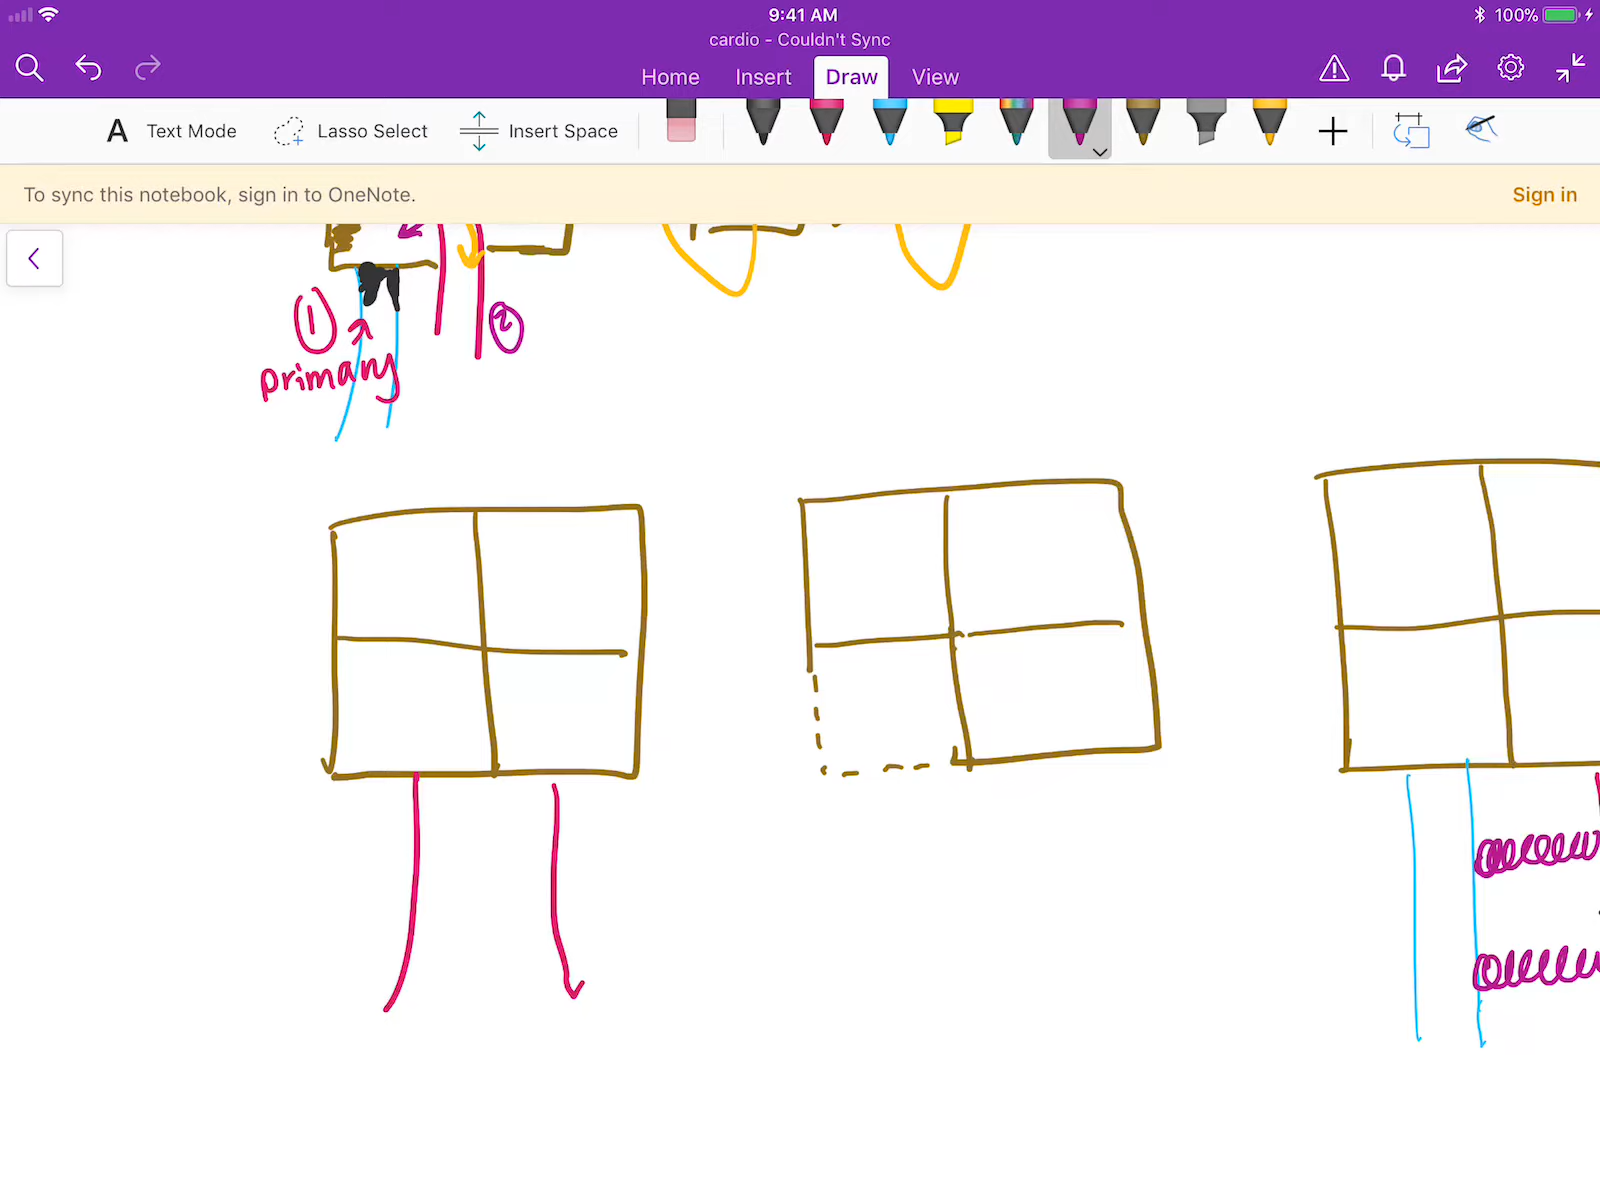 9:41 AM
100%
cardio - Couldn't Sync
Home
Insert
Draw
View
A Text Mode
Lasso Select
Insert Space
To sync this notebook, sign in to OneNote.
Sign in
1
2
primary